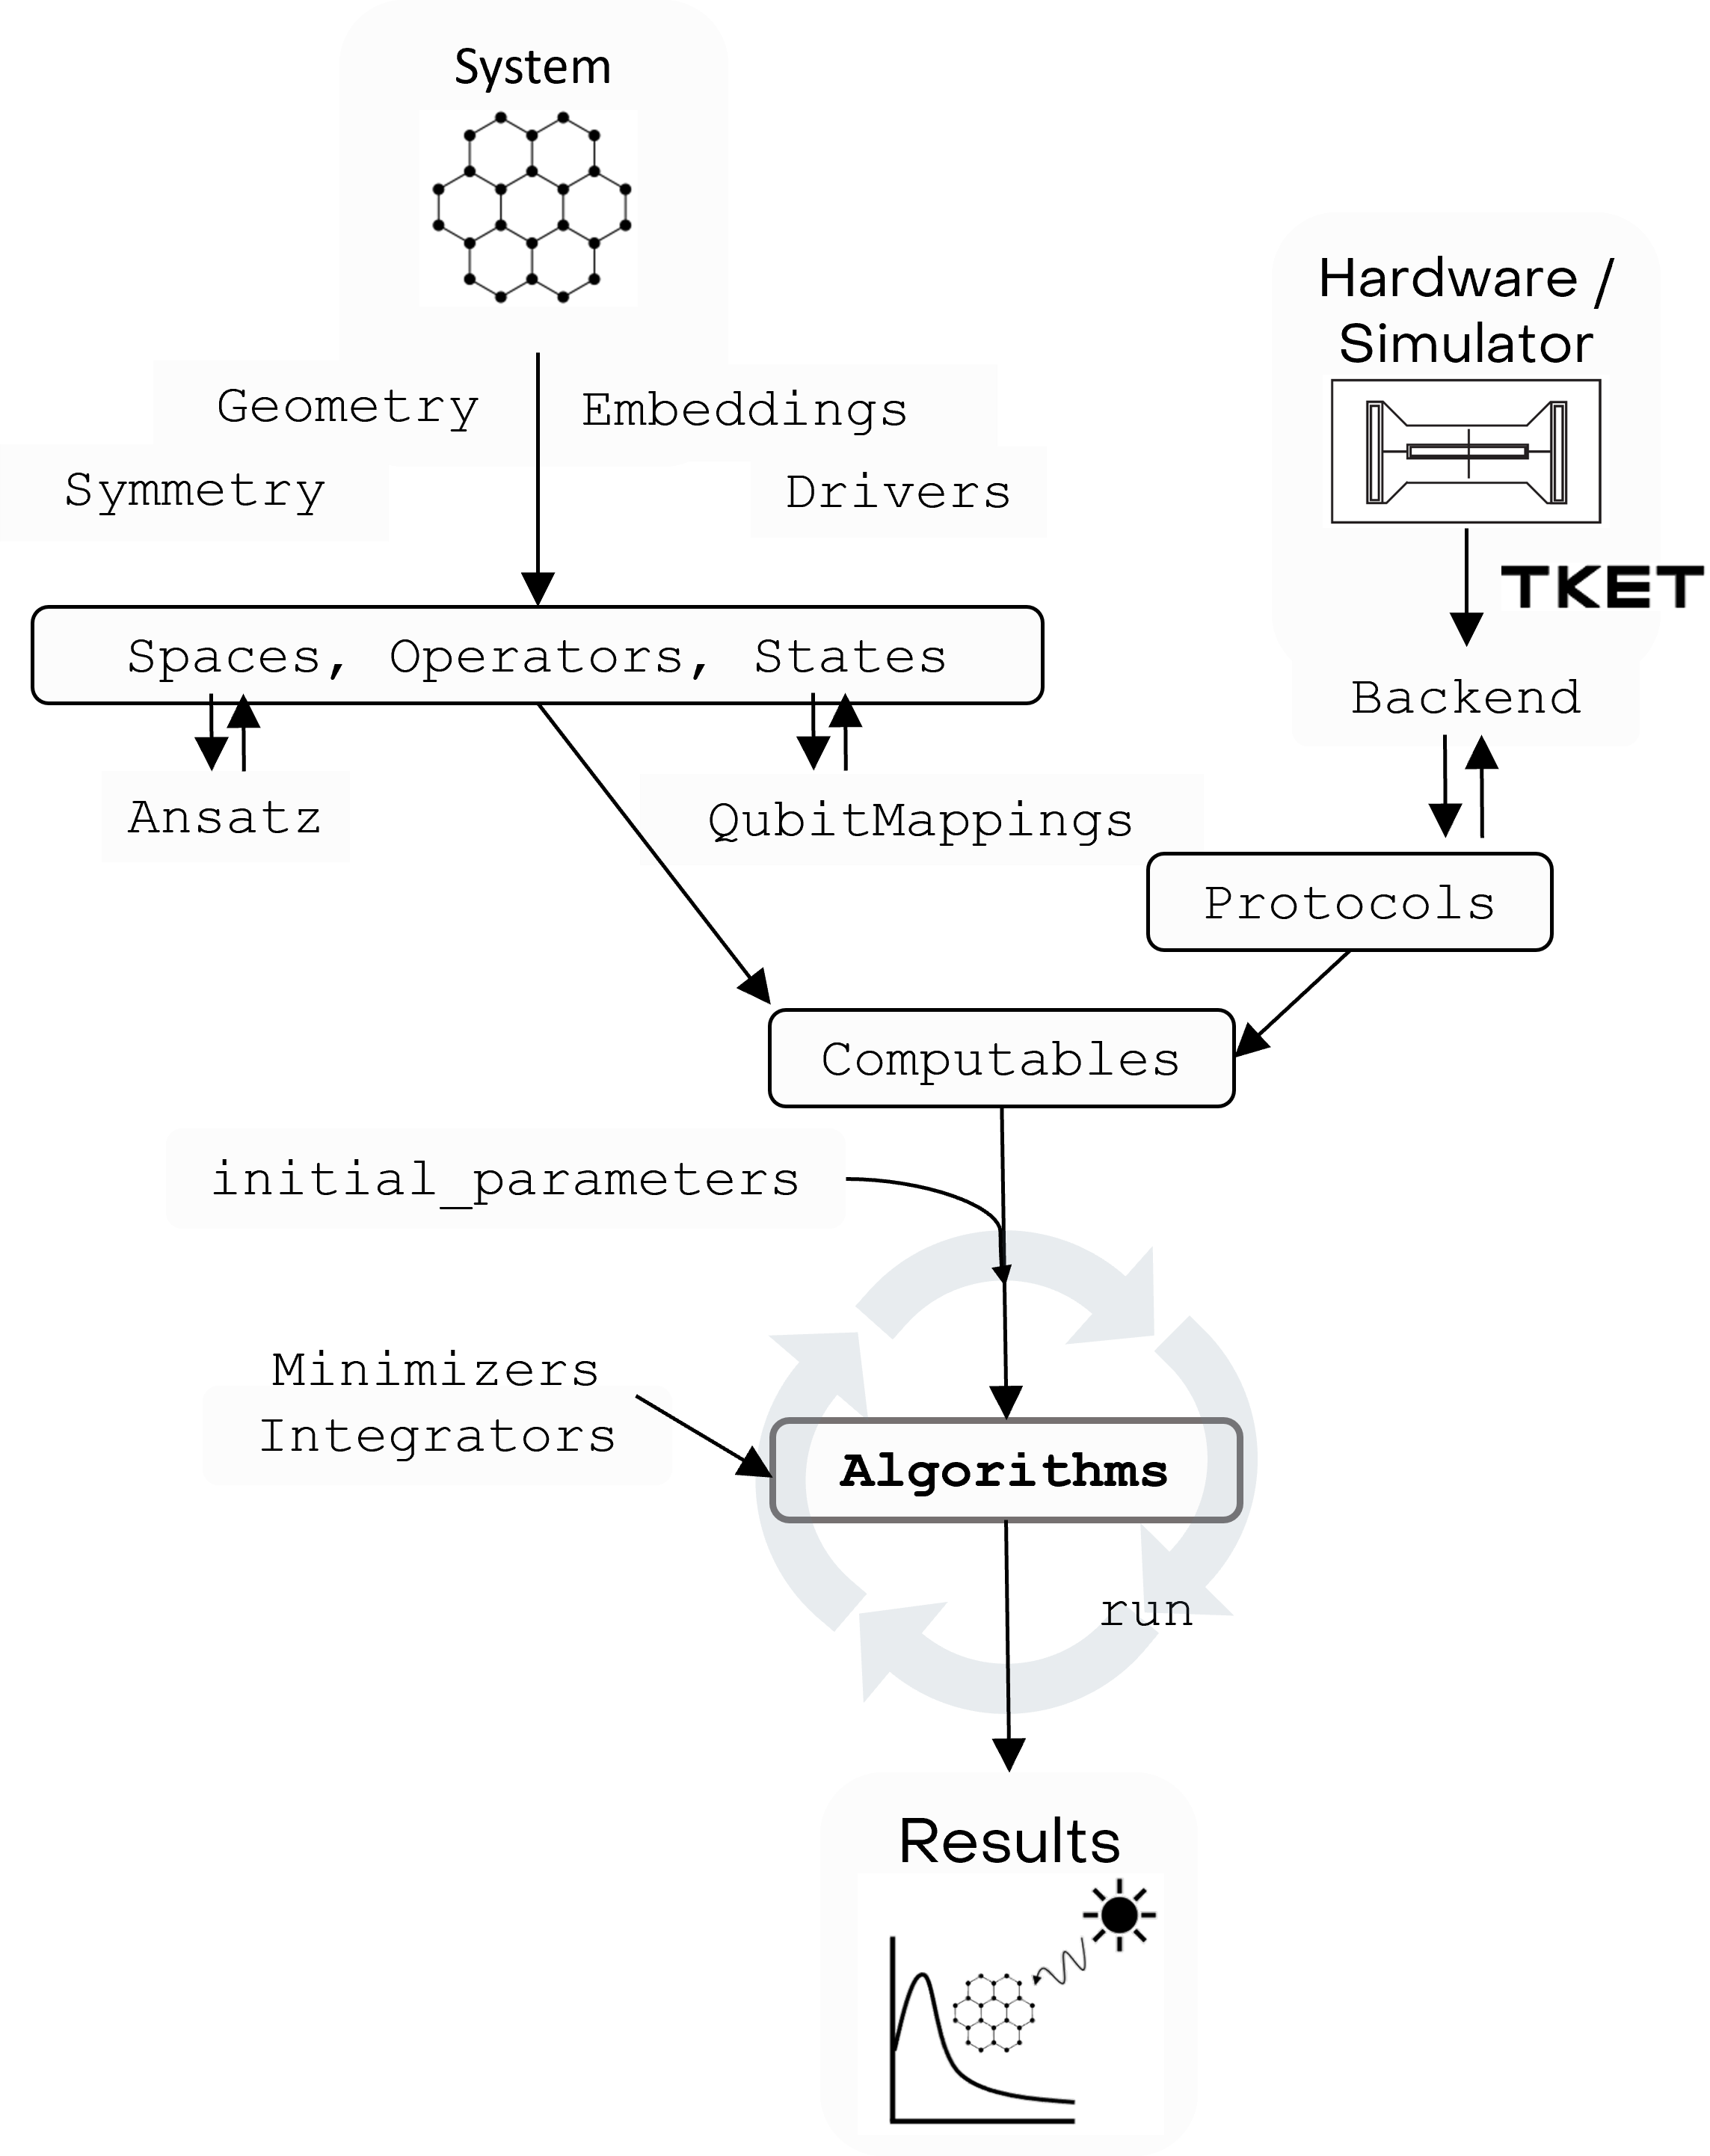 System
Hardware /
Simulator
Geometry
Embeddings
Symmetry
Drivers
TKET
Spaces, Operators, States
Backend
Ansatz
QubitMappings
Protocols
Computables
initial_parameters
Minimizers
Integrators
Algorithms
run
Results